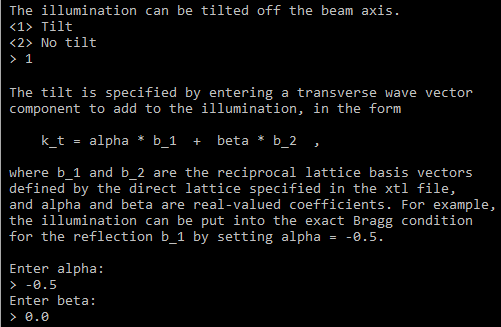 The illumination can be tilted off the beam axis.
<1> Tilt
<2> No tilt
> 1
The tilt is specified by entering a transverse wave vector
component to add to the illumination, in the form
k_t = alpha * b_1 + beta * b_2 ,
where b_1 and b_2 are the reciprocal lattice basis vectors
defined by the direct lattice specified in the xtl file,
and alpha and beta are real-valued coefficients. For example,
the illumination can be put into the exact Bragg condition
for the reflection b_1 by setting alpha = -0.5.
Enter alpha:
> -0.5
Enter beta:
> 0.0